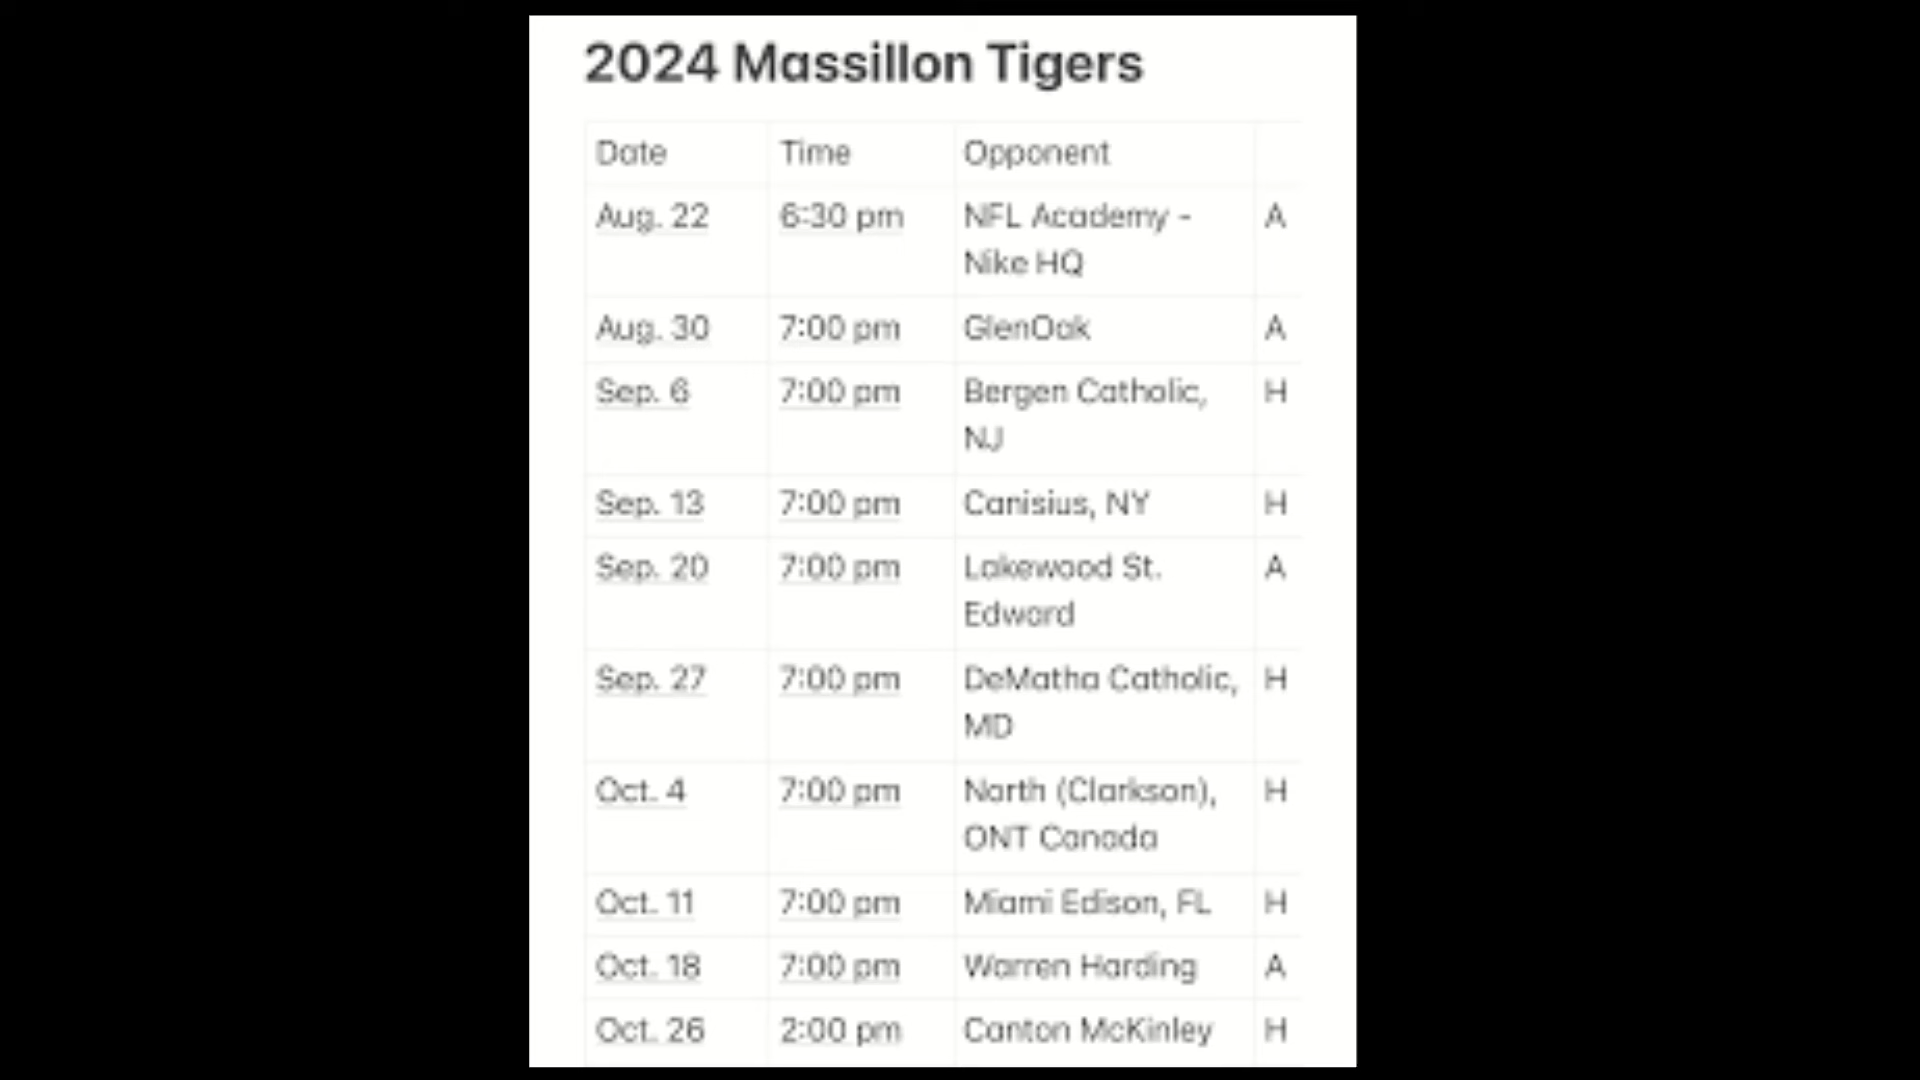 2024 Massillon Tigers
Date Time Opponent
Aug. 22 6:30 pm NFL Academy - A
Nike HQ
Aug. 30 7:00 pm GlenOak A
Sep. 6 7:00 pm Bergen Catholic, H
NJ
Sep. 13 7:00 pm Canisius, NY H
Sep. 20 7:00 pm Lakewood St. A
Edward
Sep. 27 7:00 pm DeMatha Catholic, H
MD
Oct. 4 7:00 pm North (Clarkson), H
ONT Canada
Oct. 11 7:00 pm Miami Edison, FL H
Oct. 18 7:00 pm Warren Harding A
Oct. 26 2:00 pm Canton McKinley H